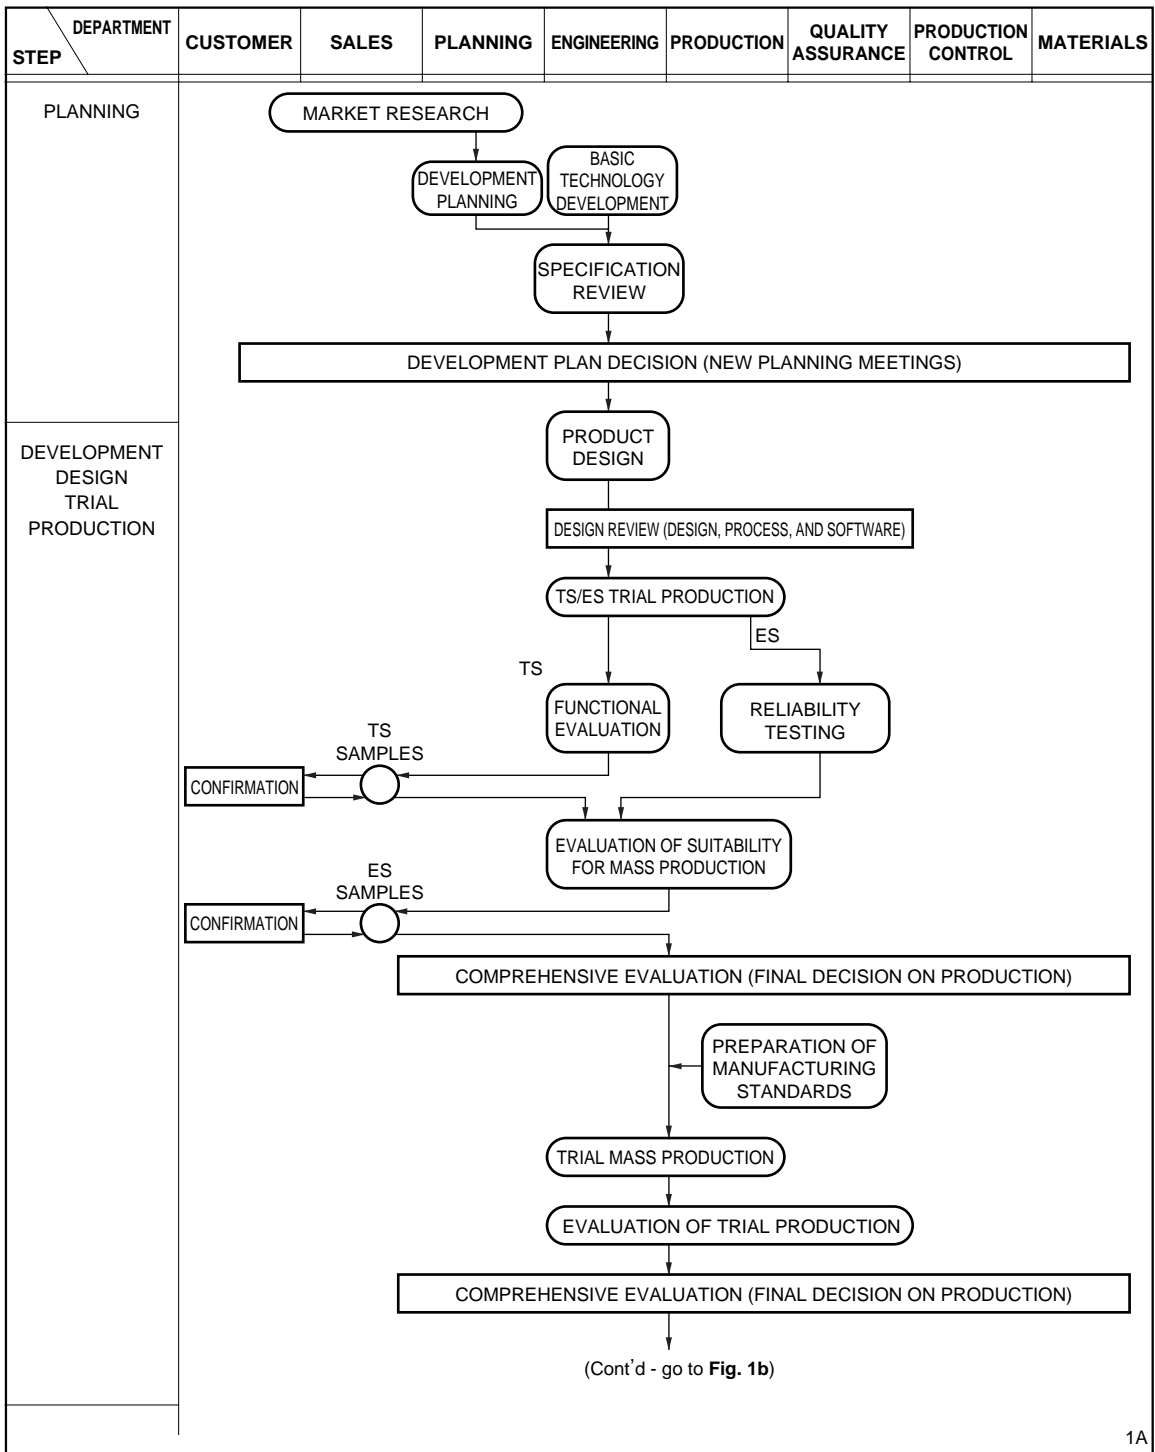 DEPARTMENT
STEP
CUSTOMER
SALES
PLANNING
ENGINEERING
PRODUCTION
QUALITY
ASSURANCE
PRODUCTION
CONTROL
MATERIALS
PLANNING
MARKET RESEARCH
DEVELOPMENT
PLANNING
BASIC
TECHNOLOGY
DEVELOPMENT
SPECIFICATION
REVIEW
DEVELOPMENT PLAN DECISION (NEW PLANNING MEETINGS)
DEVELOPMENT
DESIGN
TRIAL
PRODUCTION
PRODUCT
DESIGN
DESIGN REVIEW (DESIGN, PROCESS, AND SOFTWARE)
TS/ES TRIAL PRODUCTION
ES
TS
FUNCTIONAL
EVALUATION
RELIABILITY
TESTING
TS
SAMPLES
CONFIRMATION
EVALUATION OF SUITABILITY
FOR MASS PRODUCTION
ES
SAMPLES
CONFIRMATION
COMPREHENSIVE EVALUATION (FINAL DECISION ON PRODUCTION)
PREPARATION OF
MANUFACTURING
STANDARDS
TRIAL MASS PRODUCTION
EVALUATION OF TRIAL PRODUCTION
COMPREHENSIVE EVALUATION (FINAL DECISION ON PRODUCTION)
(Cont'd - go to Fig. 1b)
1A